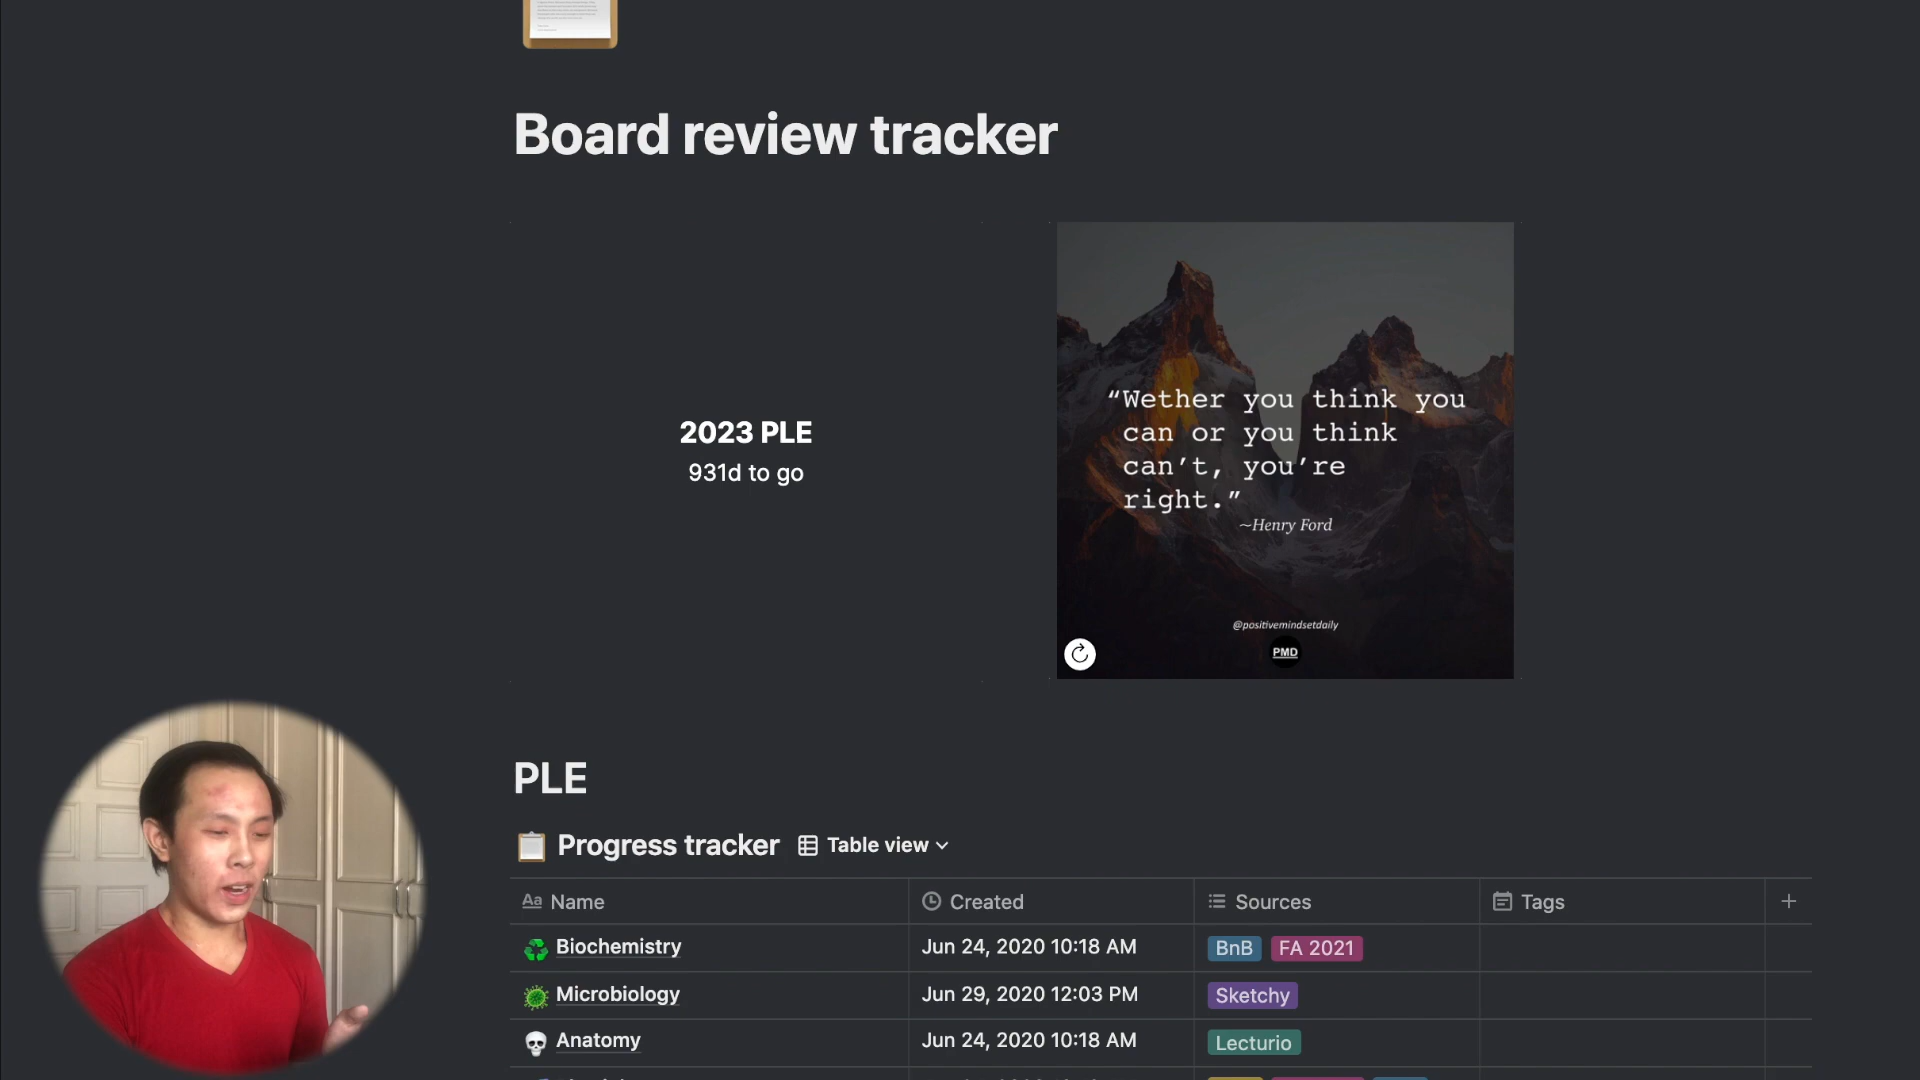 Board review tracker
2023 PLE
931d to go
“Wether you think you
can or you think
can’t, you’re
right.”
~Henry Ford
@positivemindsetdaily
PMD
PLE
Progress tracker Table view
Aa Name Created Sources Tags +
Biochemistry Jun 24, 2020 10:18 AM BnB FA 2021
Microbiology Jun 29, 2020 12:03 PM Sketchy
Anatomy Jun 24, 2020 10:18 AM Lecturio